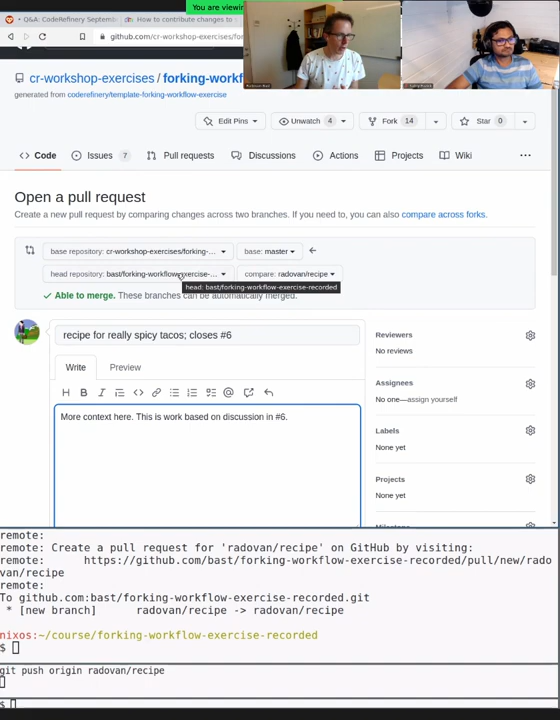 You are viewin
Q&A: CodeRefinery Septemb
How to contribute changes to
github.com/cr-workshop-exercises/for
cr-workshop-exercises / forking-workf
generated from coderefinery/template-forking-workflow-exercise
Edit Pins
Unwatch 4
Fork 14
Star 0
Code
Issues 7
Pull requests
Discussions
Actions
Projects
Wiki
Open a pull request
Create a new pull request by comparing changes across two branches. If you need to, you can also compare across forks.
base repository: cr-workshop-exercises/forking-...
base: master
head repository: bast/forking-workflow-exercise-...
compare: radovan/recipe
head: bast/forking-workflow-exercise-recorded
Able to merge. These branches can be automatically merged.
recipe for really spicy tacos; closes #6
Write
Preview
More context here. This is work based on discussion in #6.
Reviewers
No reviews
Assignees
No one—assign yourself
Labels
None yet
Projects
None yet
remote:
remote: Create a pull request for 'radovan/recipe' on GitHub by visiting:
remote:      https://github.com/bast/forking-workflow-exercise-recorded/pull/new/rado
van/recipe
remote:
To github.com:bast/forking-workflow-exercise-recorded.git
 * [new branch]      radovan/recipe -> radovan/recipe
nixos:~/course/forking-workflow-exercise-recorded
$
git push origin radovan/recipe
$